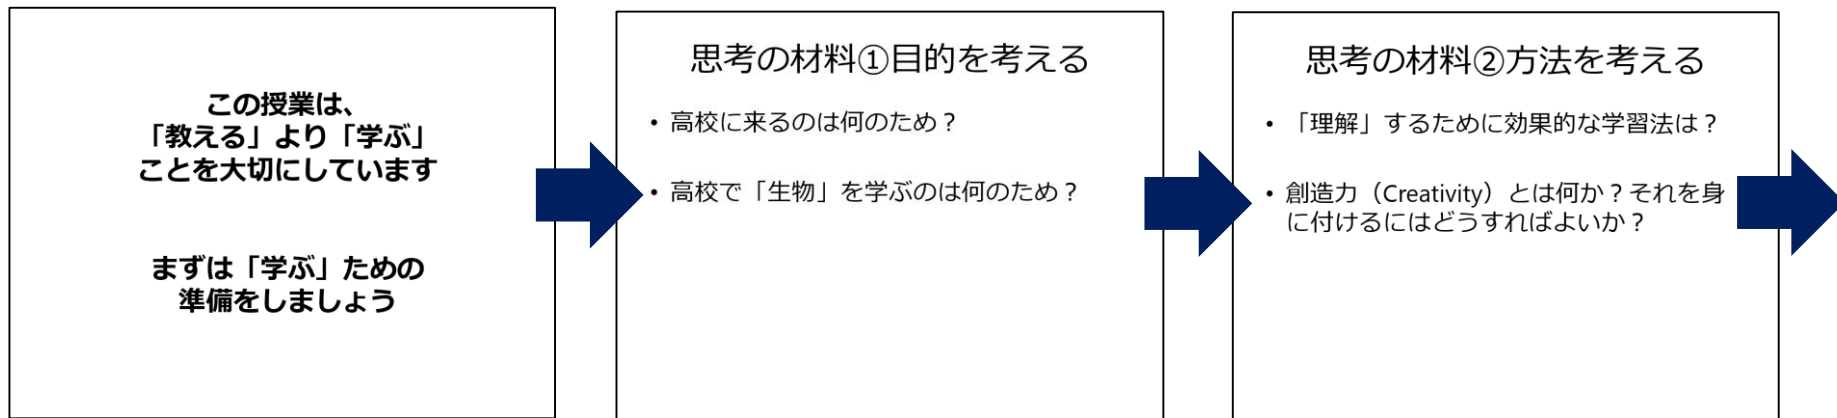 この授業は、
「教える」より「学ぶ」
ことを大切にしています
まずは「学ぶ」ための
準備をしましょう
思考の材料①目的を考える
• 高校に来るのは何のため？
• 高校で「生物」を学ぶのは何のため？
思考の材料②方法を考える
• 「理解」するために効果的な学習法は？
• 創造力（Creativity）とは何か？それを身
に付けるにはどうすればよいか？